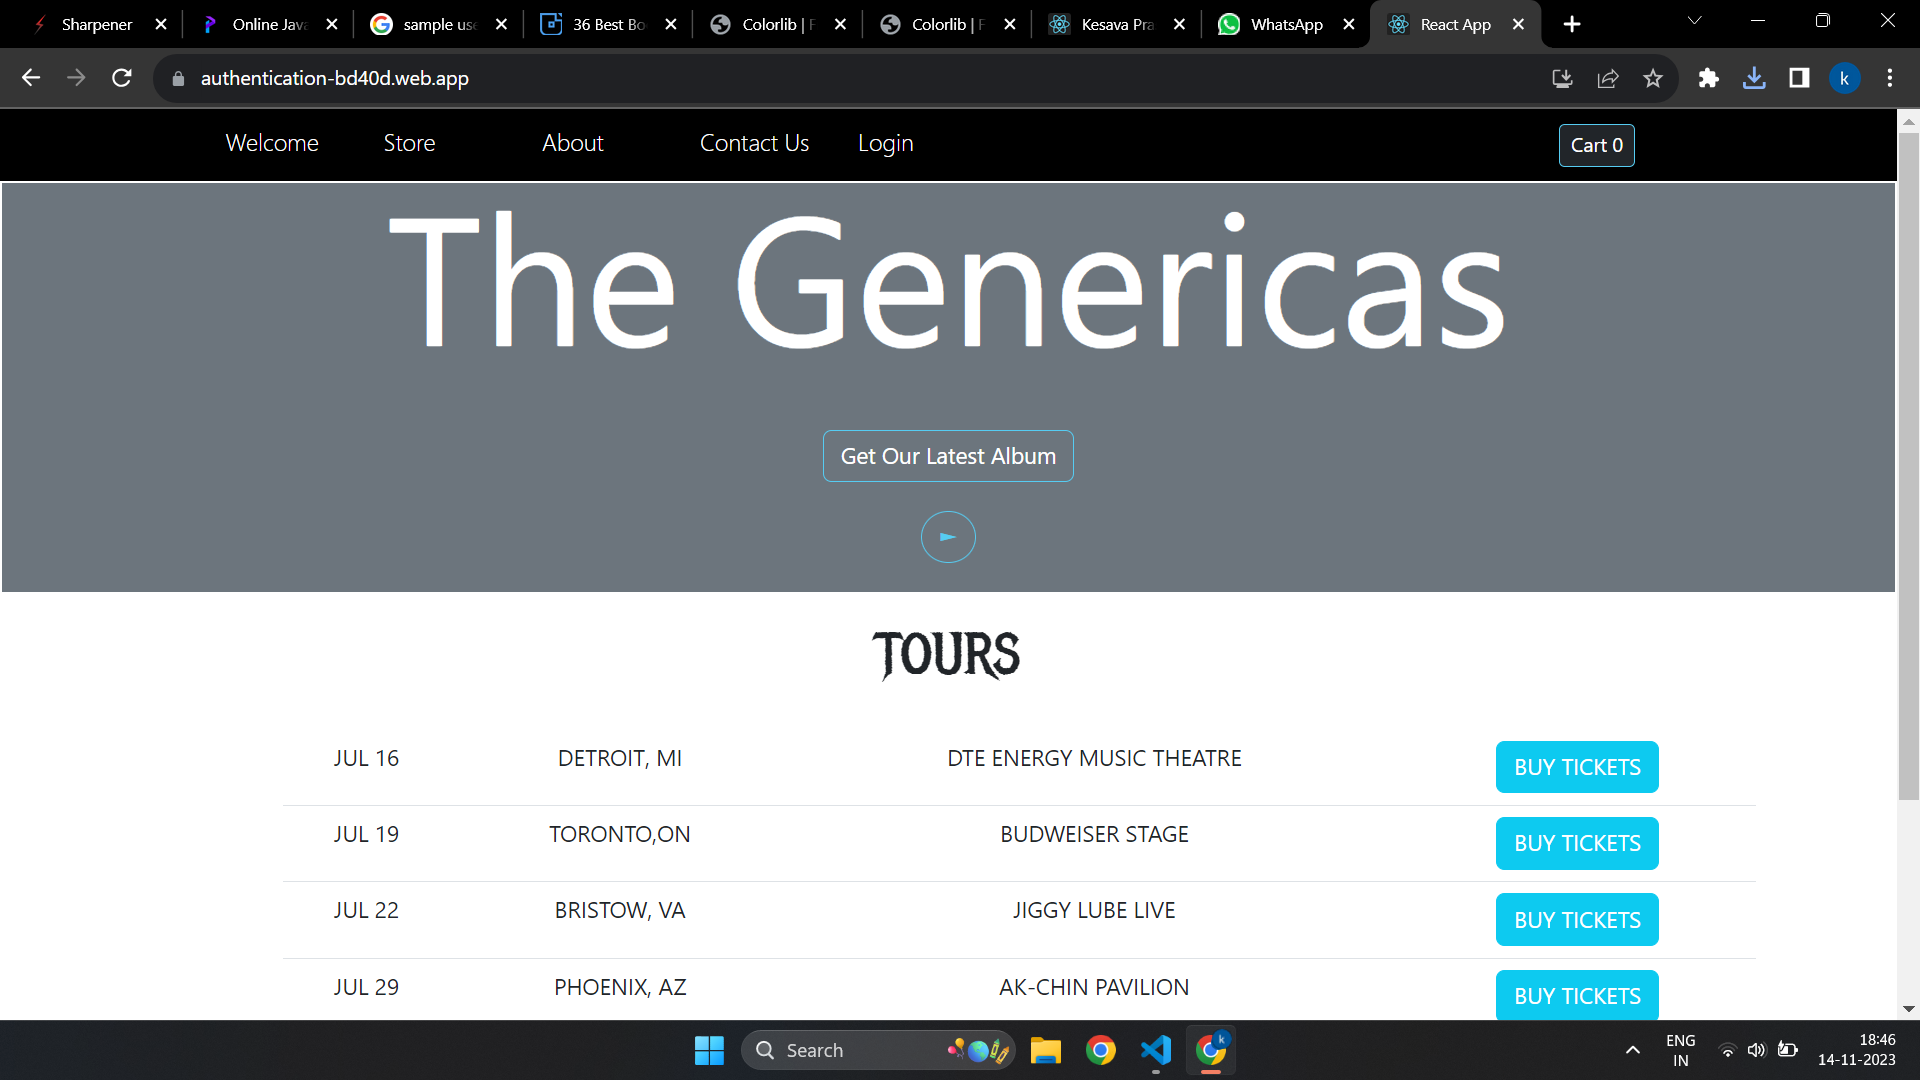 Sharpener
Online Java
sample use
36 Best Bo
Colorlib | F
Colorlib | F
Kesava Pra
WhatsApp
React App
authentication-bd40d.web.app
k
Welcome
Store
About
Contact Us
Login
Cart 0
The Genericas
Get Our Latest Album
TOURS
JUL 16 DETROIT, MI DTE ENERGY MUSIC THEATRE BUY TICKETS
JUL 19 TORONTO,ON BUDWEISER STAGE BUY TICKETS
JUL 22 BRISTOW, VA JIGGY LUBE LIVE BUY TICKETS
JUL 29 PHOENIX, AZ AK-CHIN PAVILION BUY TICKETS
Search
k
ENG
IN
18:46
14-11-2023